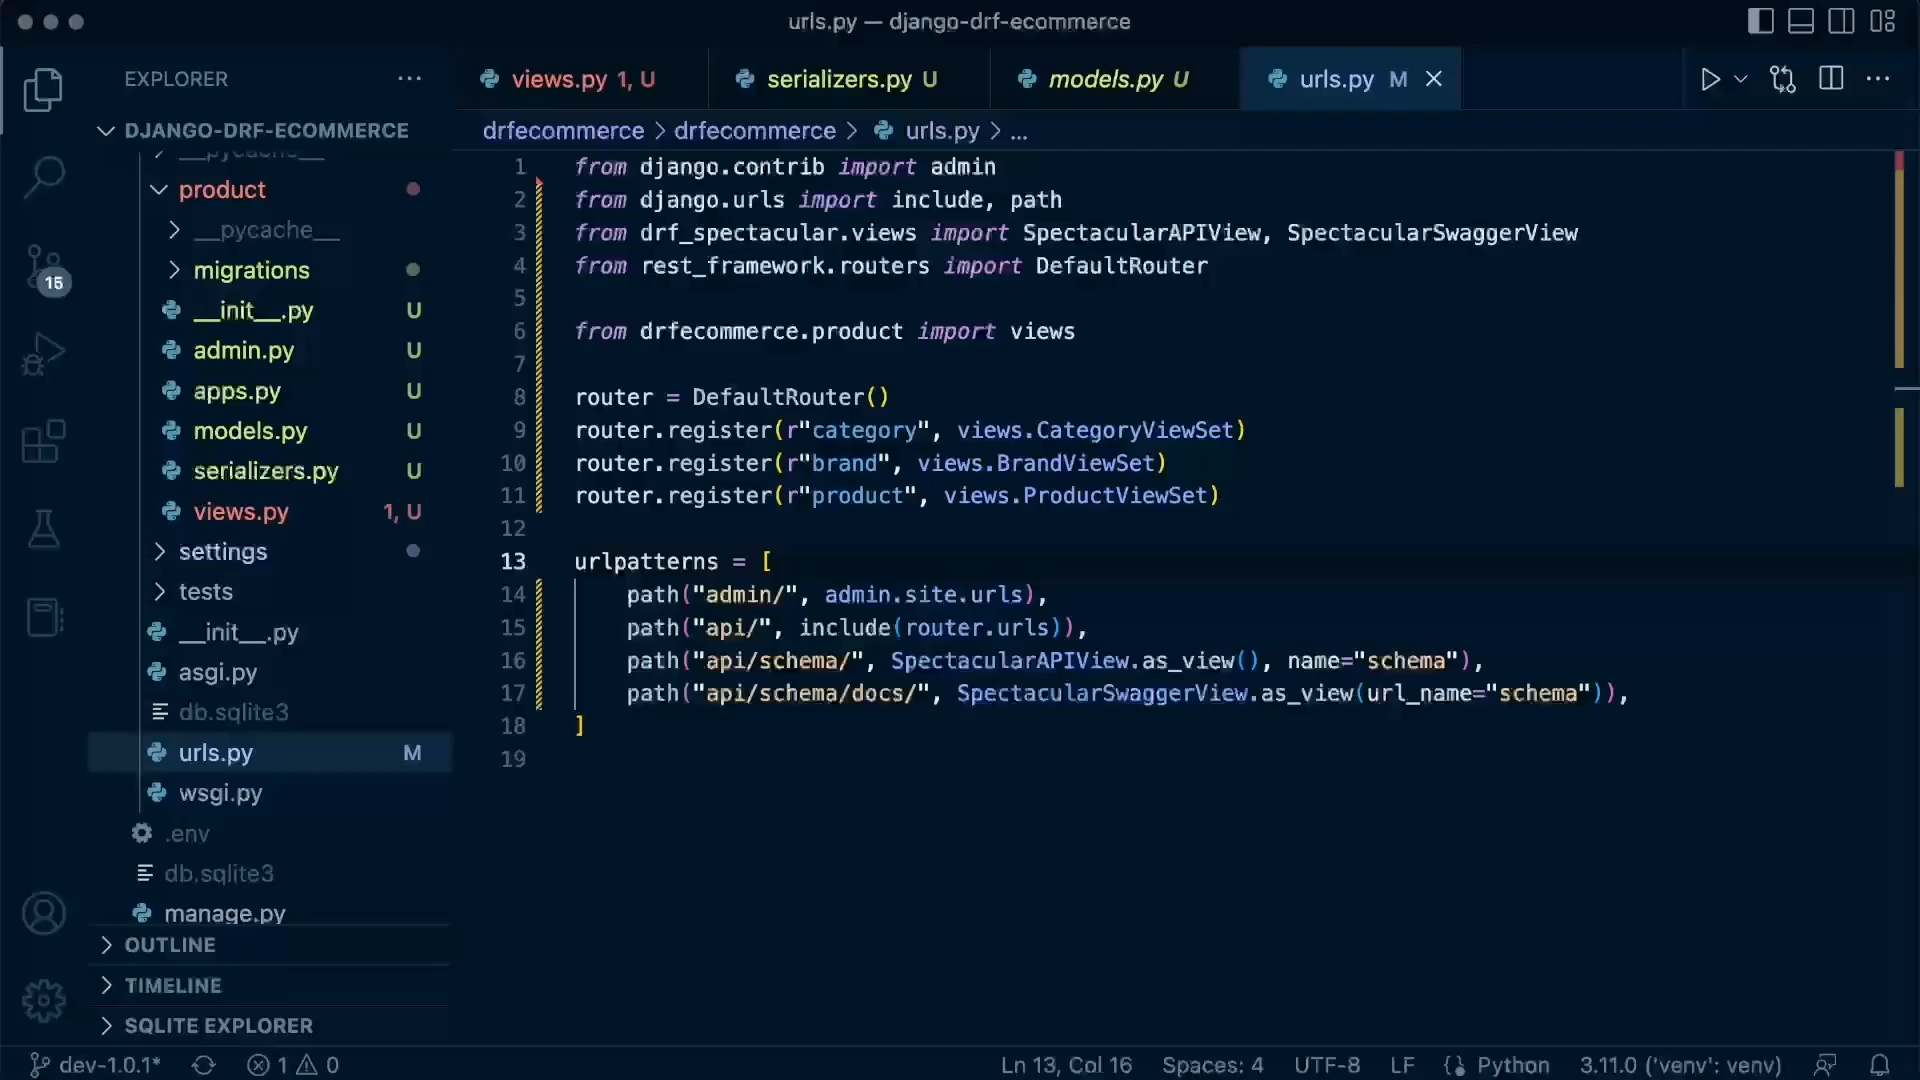 urls.py — django-drf-ecommerce
EXPLORER
DJANGO-DRF-ECOMMERCE
__pycache__
product
__pycache__
migrations
__init__.py U
admin.py U
apps.py U
models.py U
serializers.py U
views.py 1, U
settings
tests
__init__.py
asgi.py
db.sqlite3
urls.py M
wsgi.py
.env
db.sqlite3
manage.py
OUTLINE
TIMELINE
SQLITE EXPLORER
15
views.py 1, U
serializers.py U
models.py U
urls.py M
drfecommerce > drfecommerce > urls.py > ...
1 from django.contrib import admin
2 from django.urls import include, path
3 from drf_spectacular.views import SpectacularAPIView, SpectacularSwaggerView
4 from rest_framework.routers import DefaultRouter
5
6 from drfecommerce.product import views
7
8 router = DefaultRouter()
9 router.register(r"category", views.CategoryViewSet)
10 router.register(r"brand", views.BrandViewSet)
11 router.register(r"product", views.ProductViewSet)
12
13 urlpatterns = [
14     path("admin/", admin.site.urls),
15     path("api/", include(router.urls)),
16     path("api/schema/", SpectacularAPIView.as_view(), name="schema"),
17     path("api/schema/docs/", SpectacularSwaggerView.as_view(url_name="schema")),
18 ]
19
dev-1.0.1* 1 0 Ln 13, Col 16 Spaces: 4 UTF-8 LF Python 3.11.0 ('venv': venv)